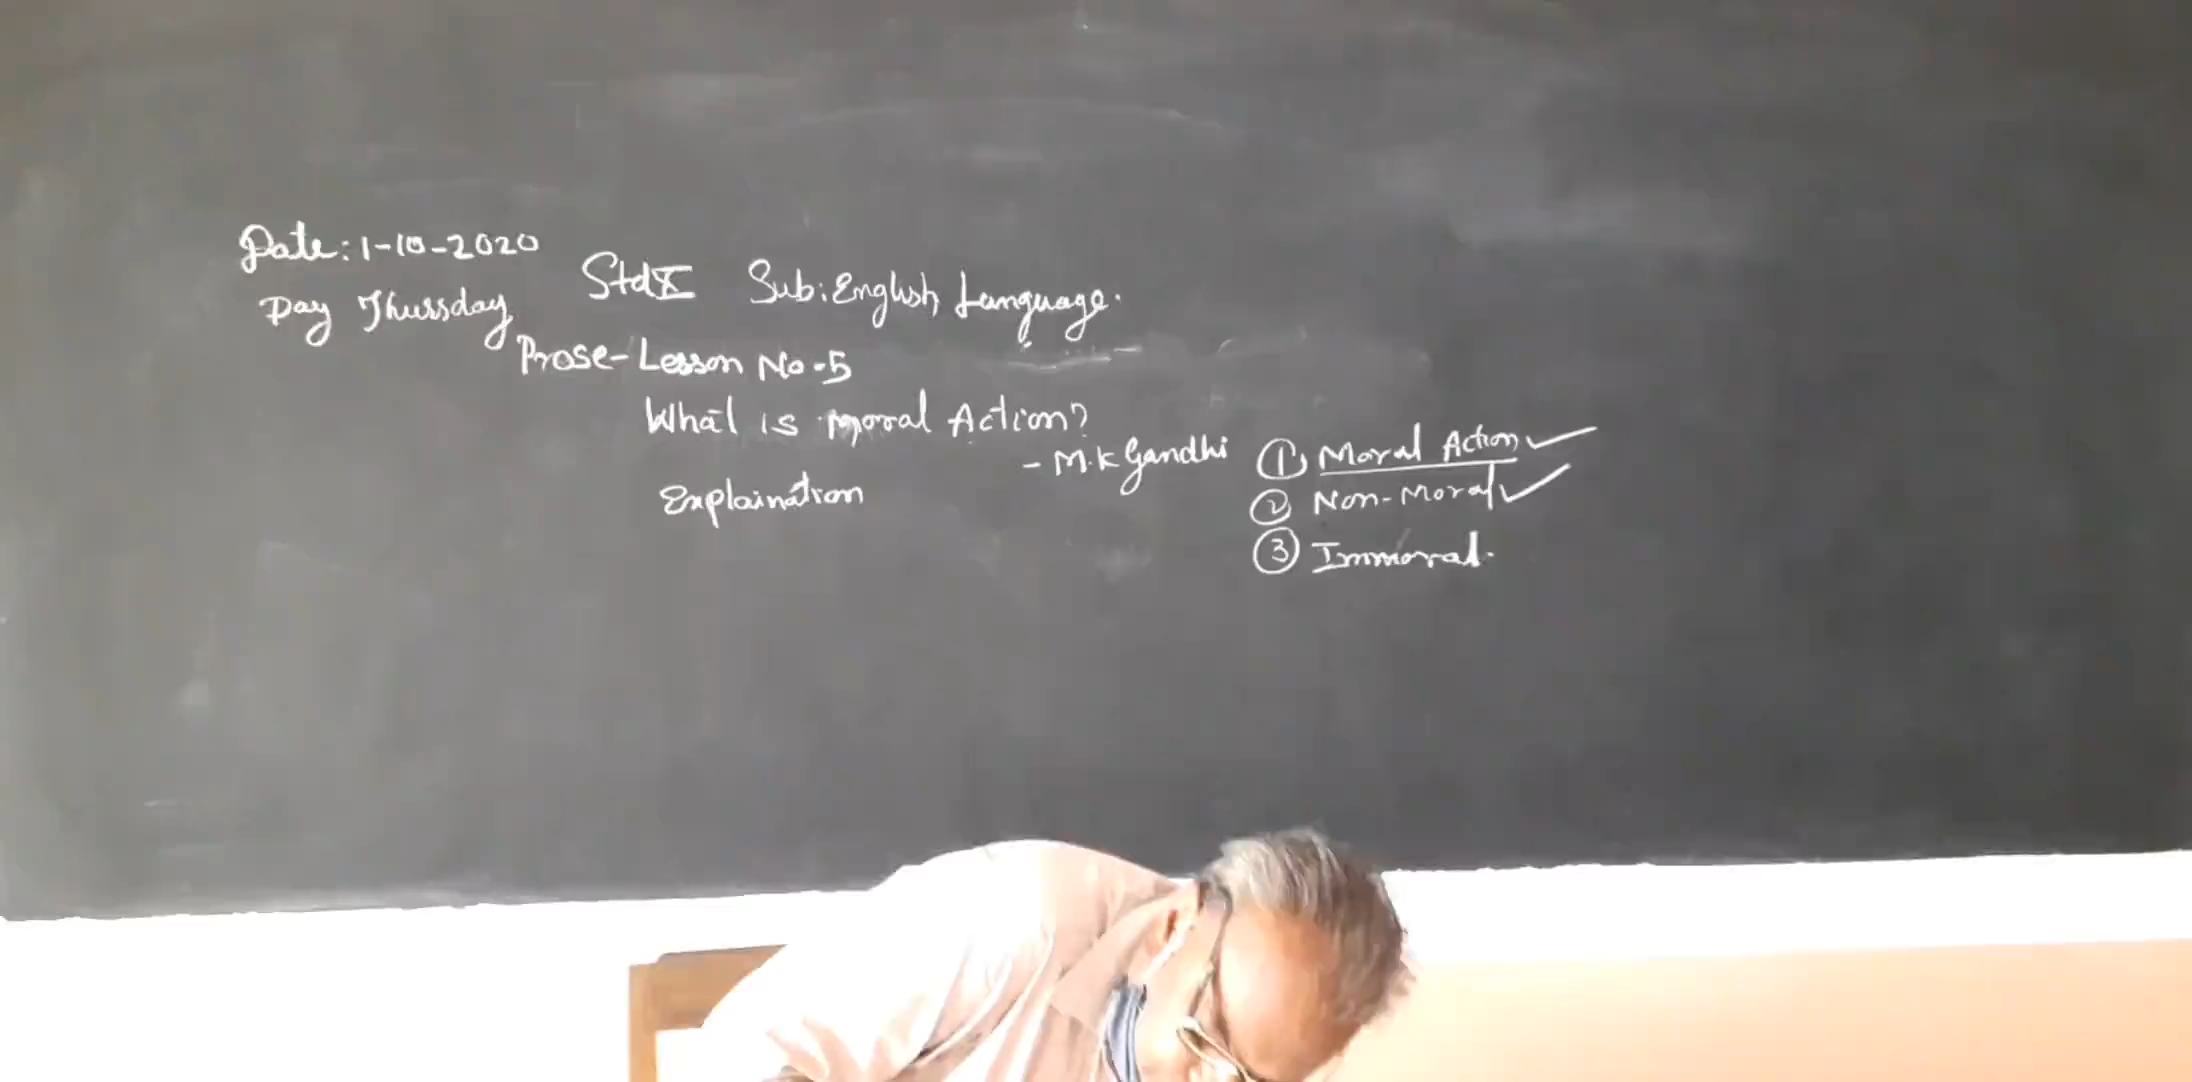 Date: 1-10-2020
Day Thursday
Std X Sub: English Language.
Prose-Lesson No-5
What is Moral Action?
- M.K Gandhi
Explaination
① Moral Action
② Non-Moral
③ Immoral.